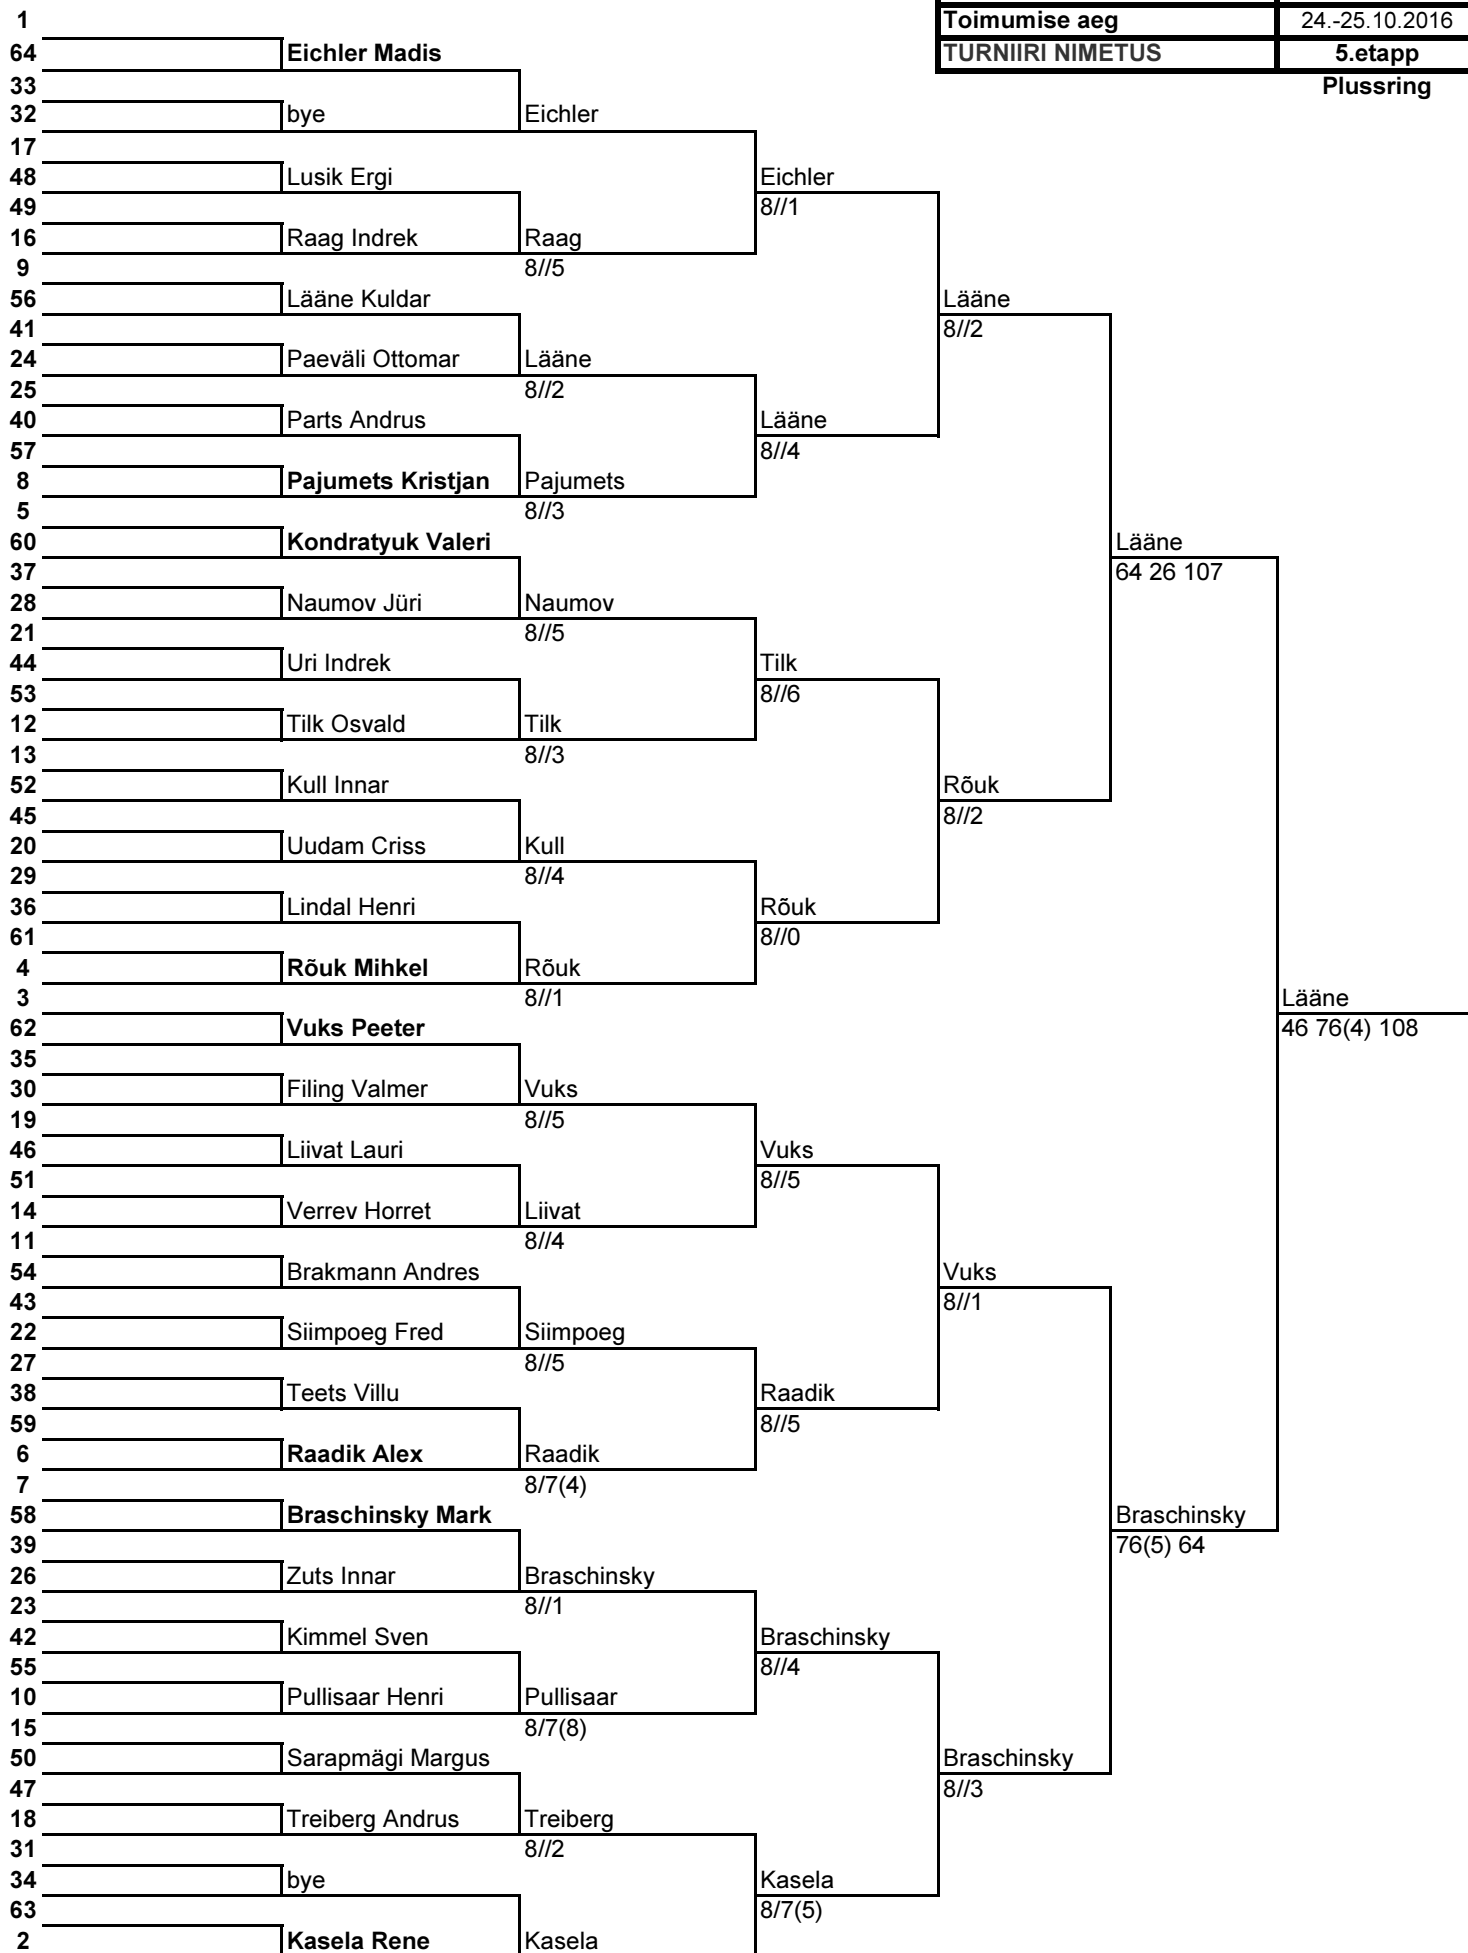 1 Toimumise aeg 24.-25.10.2016
64 Eichler Madis TURNIIRI NIMETUS 5.etapp
33 Plussring
32 bye Eichler
17
48 Lusik Ergi Eichler
49 8//1
16 Raag Indrek Raag
9 8//5
56 Lääne Kuldar Lääne
41 8//2
24 Paeväli Ottomar Lääne
25 8//2
40 Parts Andrus Lääne
57 8//4
8 Pajumets Kristjan Pajumets
5 8//3
60 Kondratyuk Valeri Lääne
37 64 26 107
28 Naumov Jüri Naumov
21 8//5
44 Uri Indrek Tilk
53 8//6
12 Tilk Osvald Tilk
13 8//3
52 Kull Innar Rõuk
45 8//2
20 Uudam Criss Kull
29 8//4
36 Lindal Henri Rõuk
61 8//0
4 Rõuk Mihkel Rõuk
3 8//1 Lääne
62 Vuks Peeter 46 76(4) 108
35
30 Filing Valmer Vuks
19 8//5
46 Liivat Lauri Vuks
51 8//5
14 Verrev Horret Liivat
11 8//4
54 Brakmann Andres Vuks
43 8//1
22 Siimpoeg Fred Siimpoeg
27 8//5
38 Teets Villu Raadik
59 8//5
6 Raadik Alex Raadik
7 8/7(4)
58 Braschinsky Mark Braschinsky
39 76(5) 64
26 Zuts Innar Braschinsky
23 8//1
42 Kimmel Sven Braschinsky
55 8//4
10 Pullisaar Henri Pullisaar
15 8/7(8)
50 Sarapmägi Margus Braschinsky
47 8//3
18 Treiberg Andrus Treiberg
31 8//2
34 bye Kasela
63 8/7(5)
2 Kasela Rene Kasela